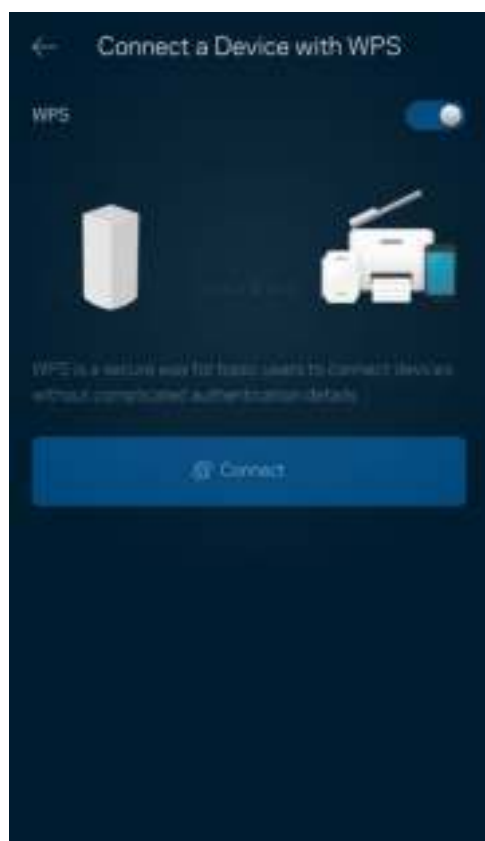 Connect a Device with WPS
WPS
WPS is a secure way for basic users to connect devices
without complicated authentication details.
Connect